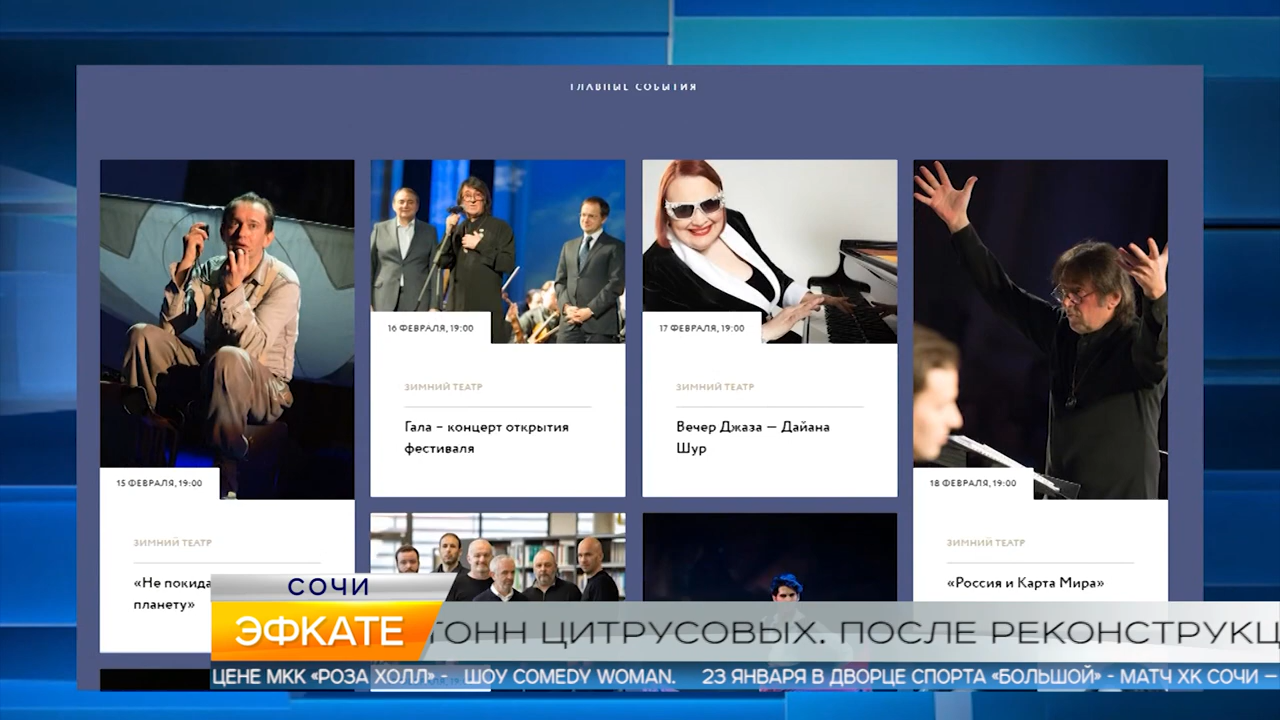 ГЛАВНЫЕ СОБЫТИЯ
16 ФЕВРАЛЯ, 19:00
17 ФЕВРАЛЯ, 19:00
ЗИМНИЙ ТЕАТР
Гала – концерт открытия
фестиваля
ЗИМНИЙ ТЕАТР
Вечер Джаза — Дайана
Шур
15 ФЕВРАЛЯ, 19:00
18 ФЕВРАЛЯ, 19:00
ЗИМНИЙ ТЕАТР
«Не покида
планету»
ЗИМНИЙ ТЕАТР
«Россия и Карта Мира»
СОЧИ
ЭФКАТЕ
ТОНН ЦИТРУСОВЫХ. ПОСЛЕ РЕКОНСТРУКЦ
ЦЕНЕ МКК «РОЗА ХОЛЛ» - ШОУ COMEDY WOMAN. 23 ЯНВАРЯ В ДВОРЦЕ СПОРТА «БОЛЬШОЙ» - МАТЧ ХК СОЧИ –